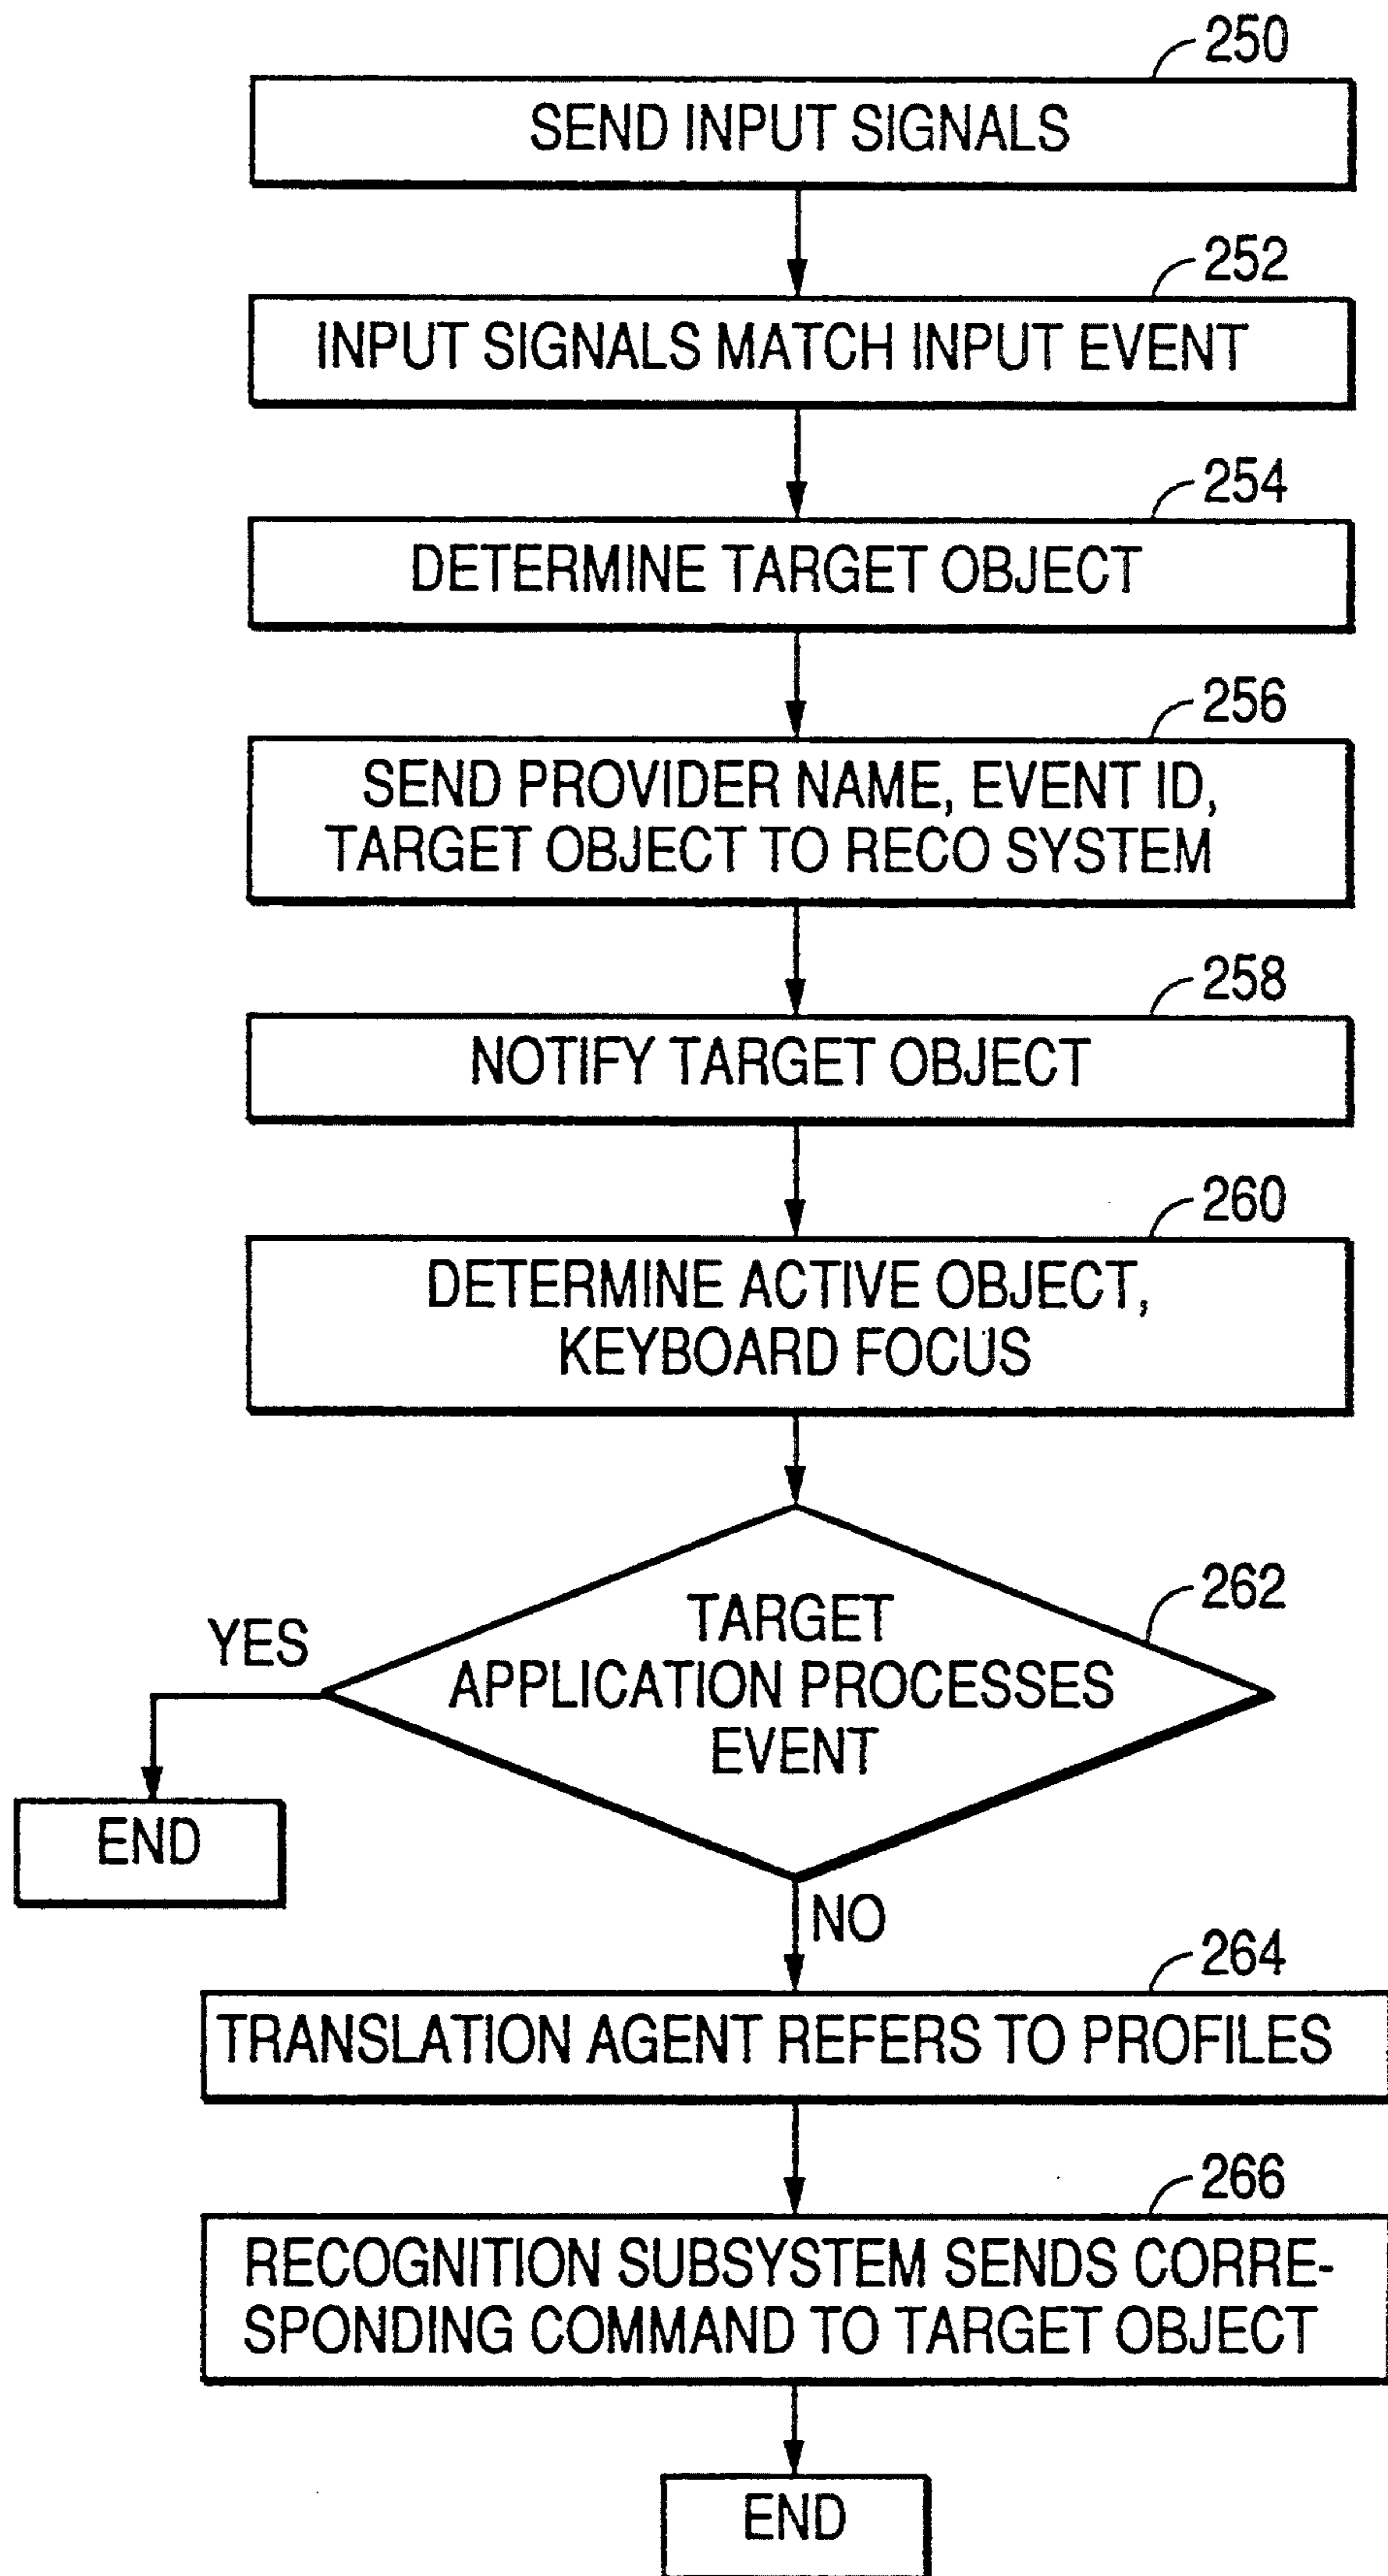 250
SEND INPUT SIGNALS
252
INPUT SIGNALS MATCH INPUT EVENT
254
DETERMINE TARGET OBJECT
256
SEND PROVIDER NAME, EVENT ID,
TARGET OBJECT TO RECO SYSTEM
258
NOTIFY TARGET OBJECT
260
DETERMINE ACTIVE OBJECT,
KEYBOARD FOCUS
262
TARGET
APPLICATION PROCESSES
EVENT
YES
END
NO
264
TRANSLATION AGENT REFERS TO PROFILES
266
RECOGNITION SUBSYSTEM SENDS CORRE-
SPONDING COMMAND TO TARGET OBJECT
END